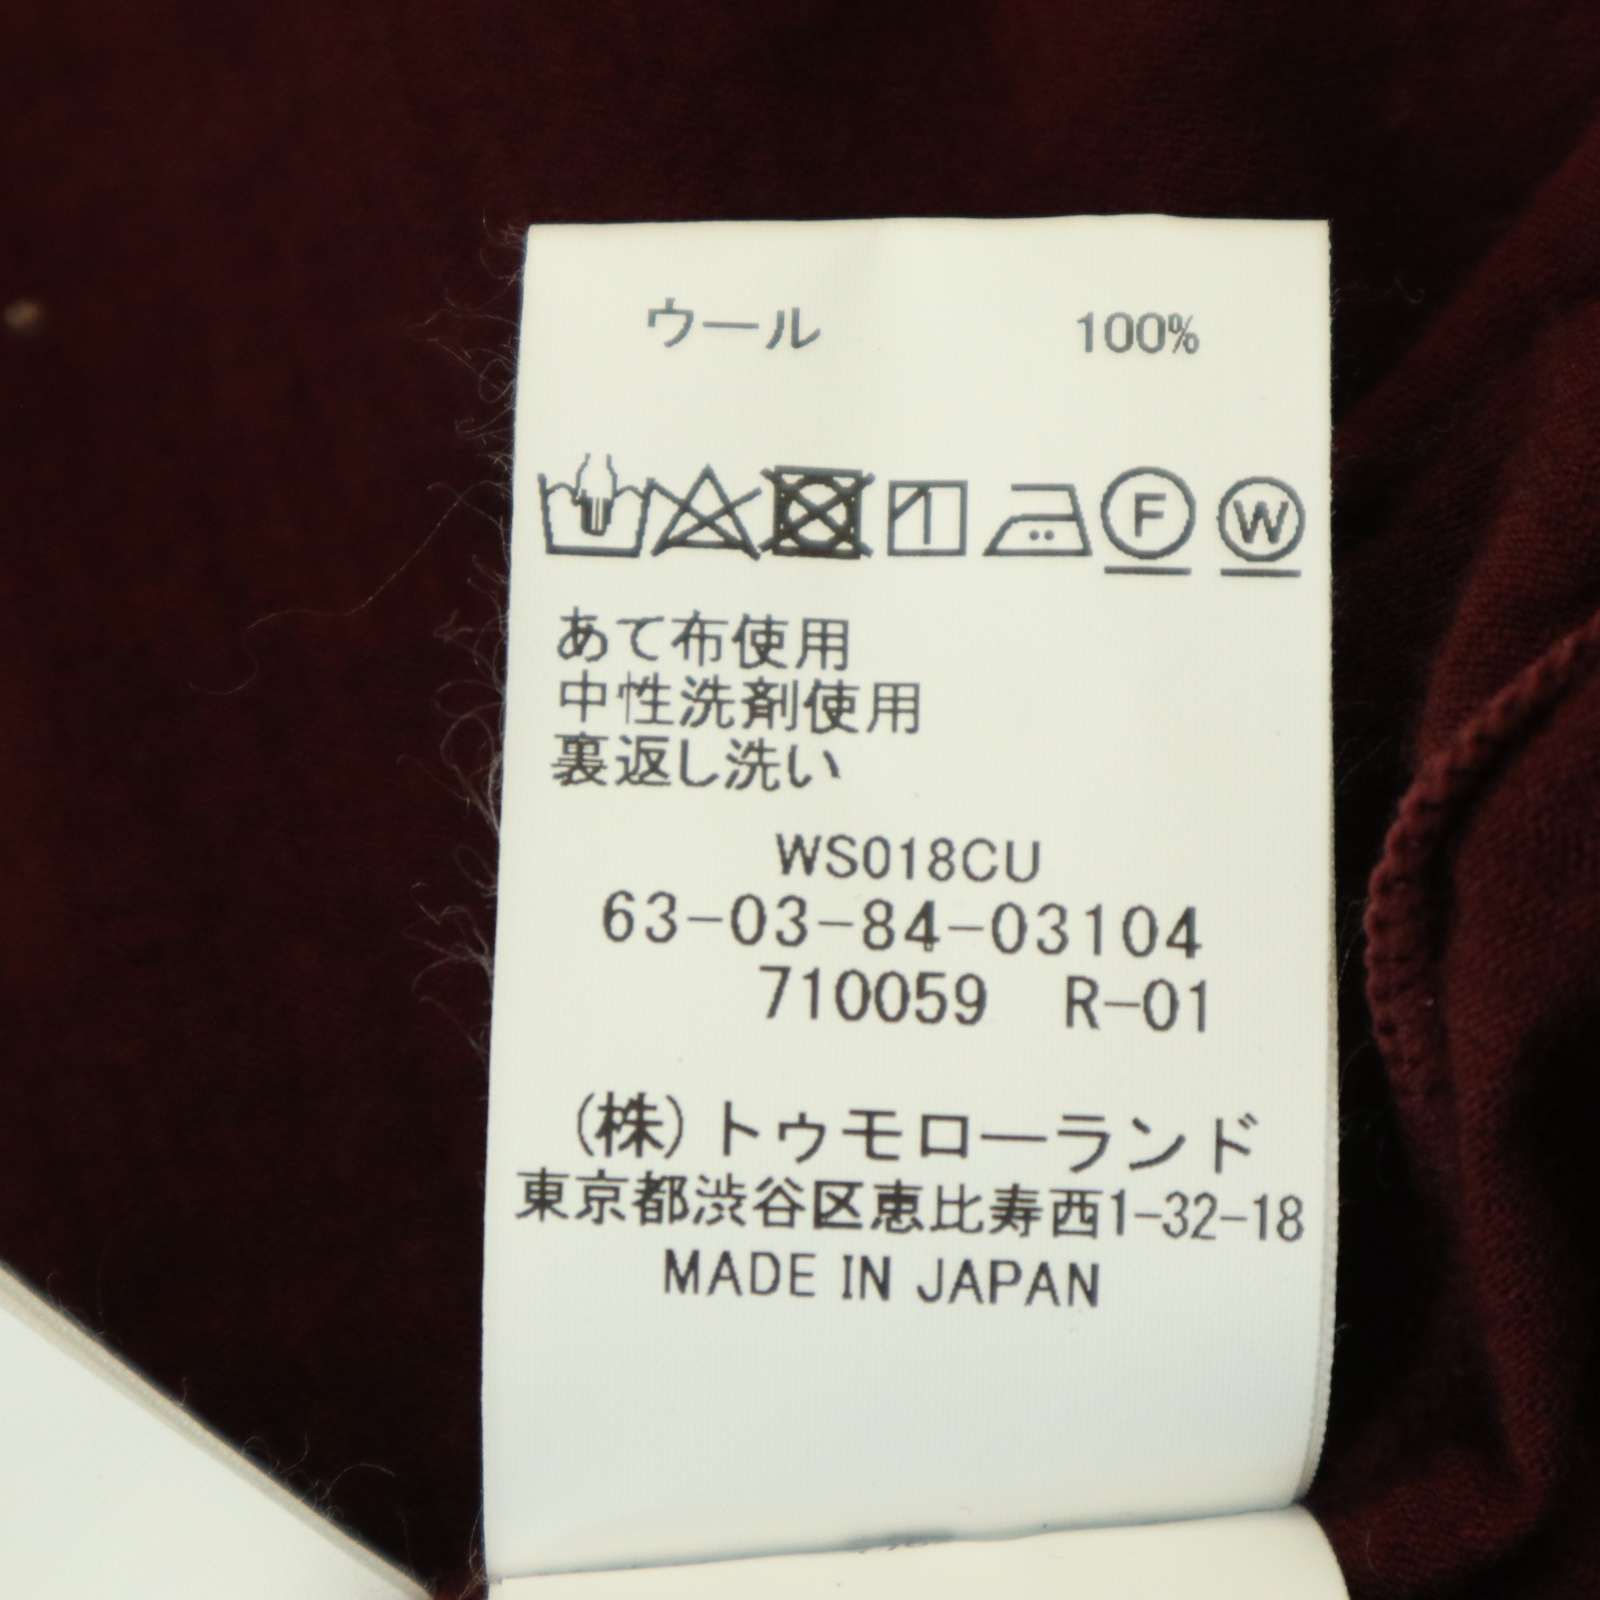 ウール 100%
F W
あて布使用
中性洗剤使用
裏返し洗い
WS018CU
63-03-84-03104
710059 R-01
(株)トゥモローランド
東京都渋谷区恵比寿西1-32-18
MADE IN JAPAN